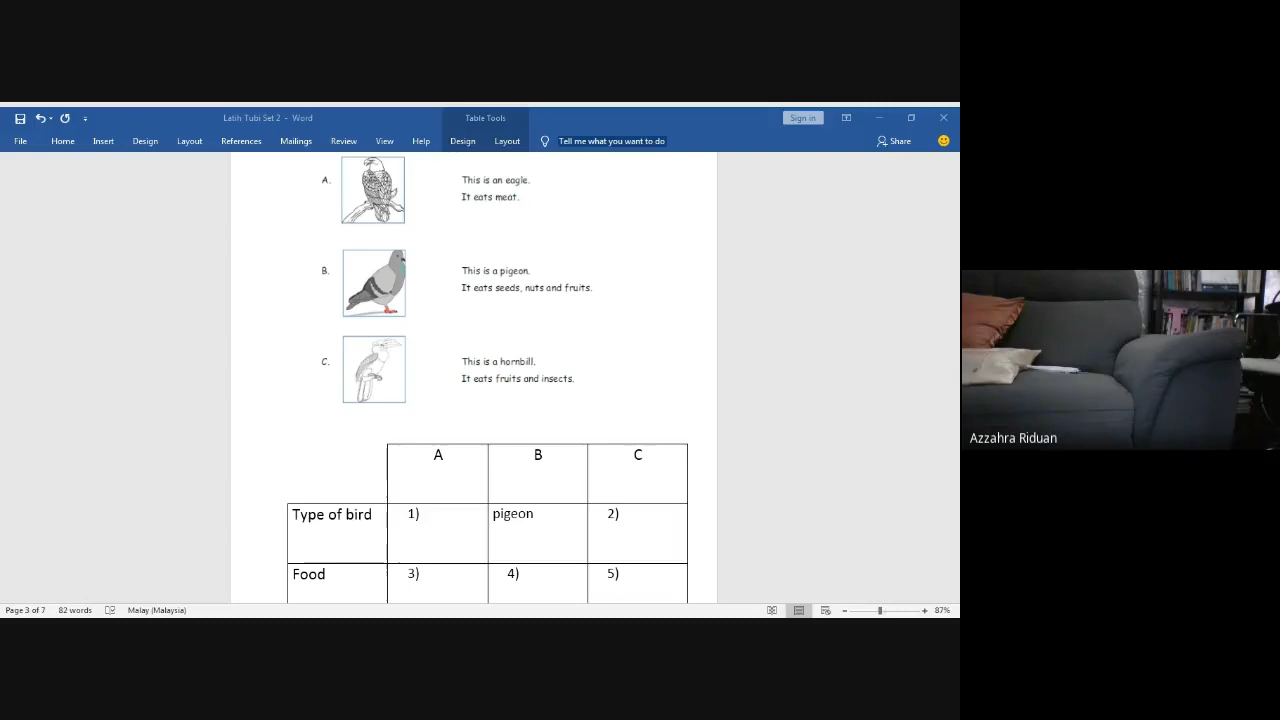 Latih Tubi Set 2 - Word
Table Tools
Sign in
File Home Insert Design Layout References Mailings Review View Help Design Layout Tell me what you want to do Share
A.
This is an eagle.
It eats meat.
B.
This is a pigeon.
It eats seeds, nuts and fruits.
C.
This is a hornbill.
It eats fruits and insects.
A B C
Type of bird 1) pigeon 2)
Food 3) 4) 5)
Azzahra Riduan
Page 3 of 7 82 words Malay (Malaysia) 87%